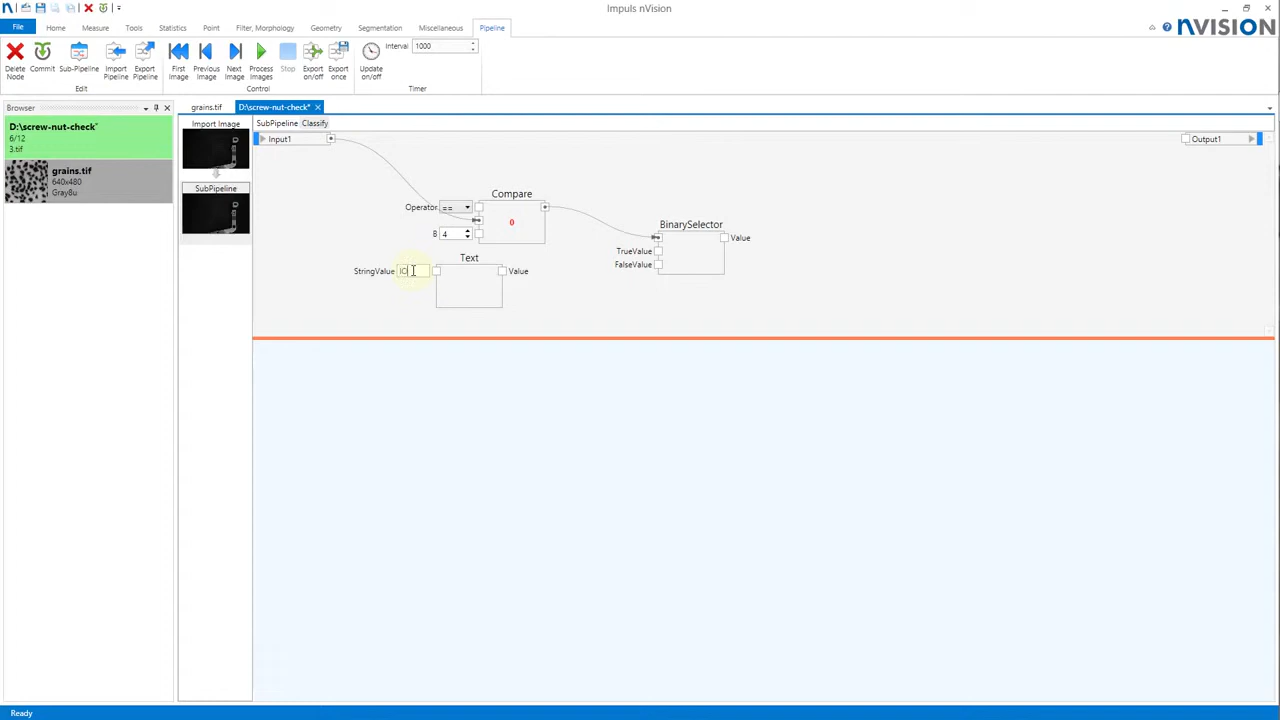 Impuls nVision
File Home Measure Tools Statistics Point Filter, Morphology Geometry Segmentation Miscellaneous Pipeline
nVISION
Delete Node
Commit
Sub-Pipeline
Import Pipeline
Export Pipeline
First Image
Previous Image
Next Image
Process Images
Stop
Export on/off
Export once
Update on/off
Interval 1000
Edit Control Timer
Browser
grains.tif D:\screw-nut-check*
D:\screw-nut-check*
6/12
3.tif
grains.tif
640x480
Gray8u
Import Image
SubPipeline
SubPipeline Classify
Input1
Output1
Compare
Operator ==
0
B 4
BinarySelector
Value
TrueValue
FalseValue
Text
StringValue IO
Value
Ready